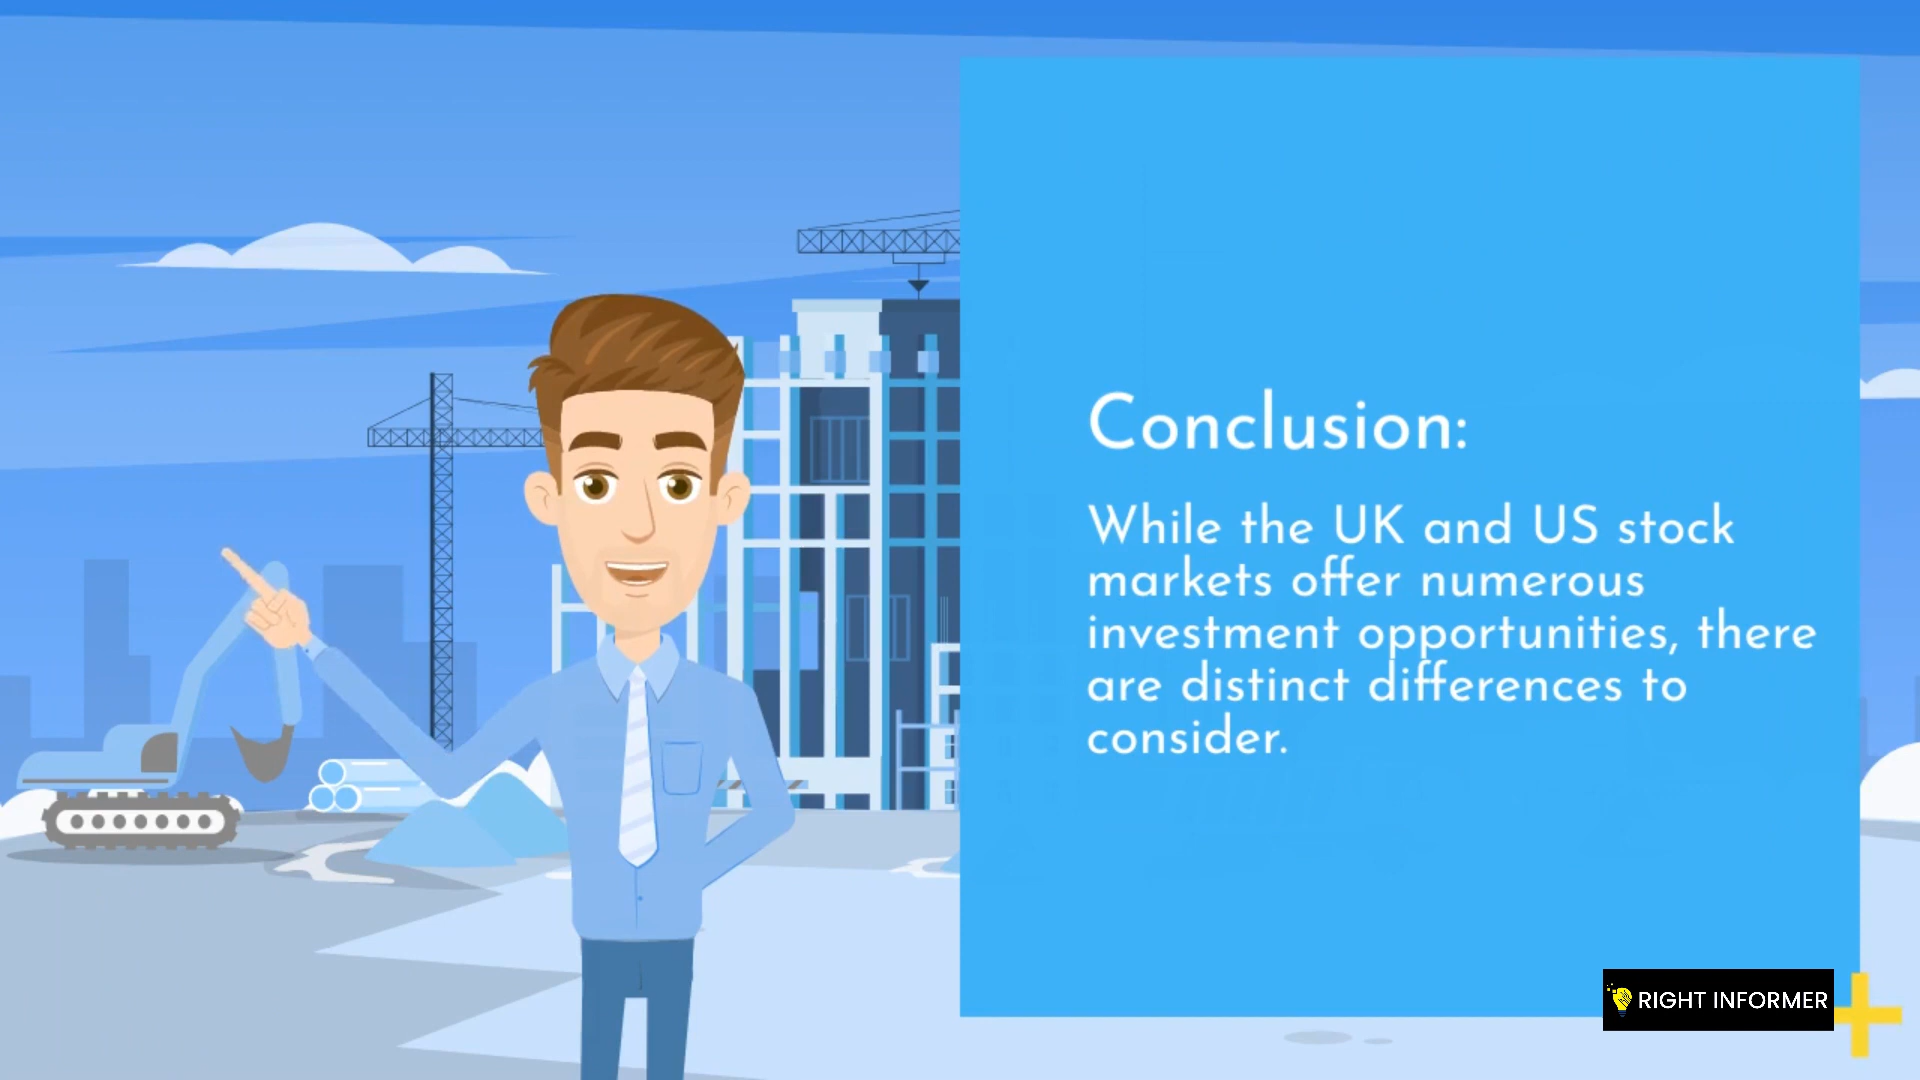 Conclusion:
While the UK and US stock
markets offer numerous
investment opportunities, there
are distinct differences to
consider.
RIGHT INFORMER